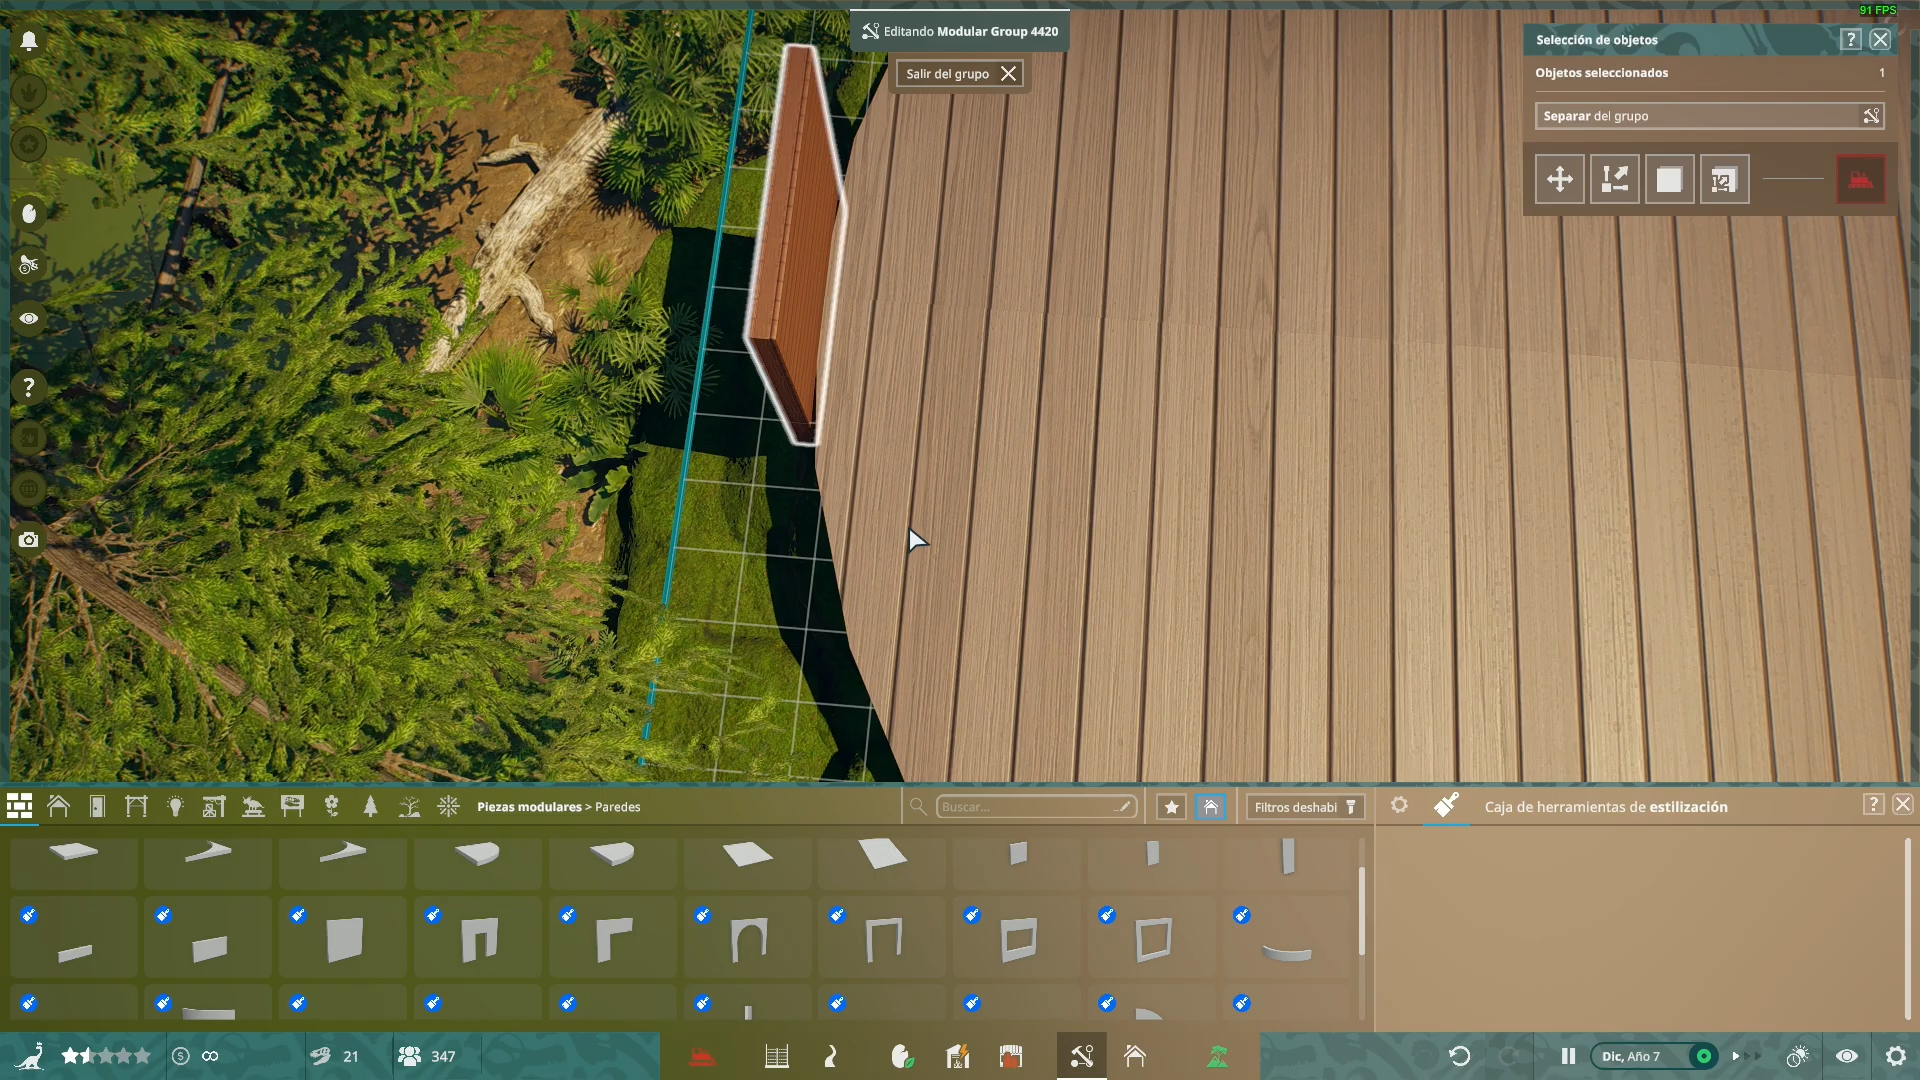 91 FPS
Editando Modular Group 4420
Salir del grupo
Selección de objetos
?
Objetos seleccionados 1
Separar del grupo
?
Piezas modulares > Paredes
Buscar...
Filtros deshabi
Caja de herramientas de estilización
?
21
347
Dic, Año 7